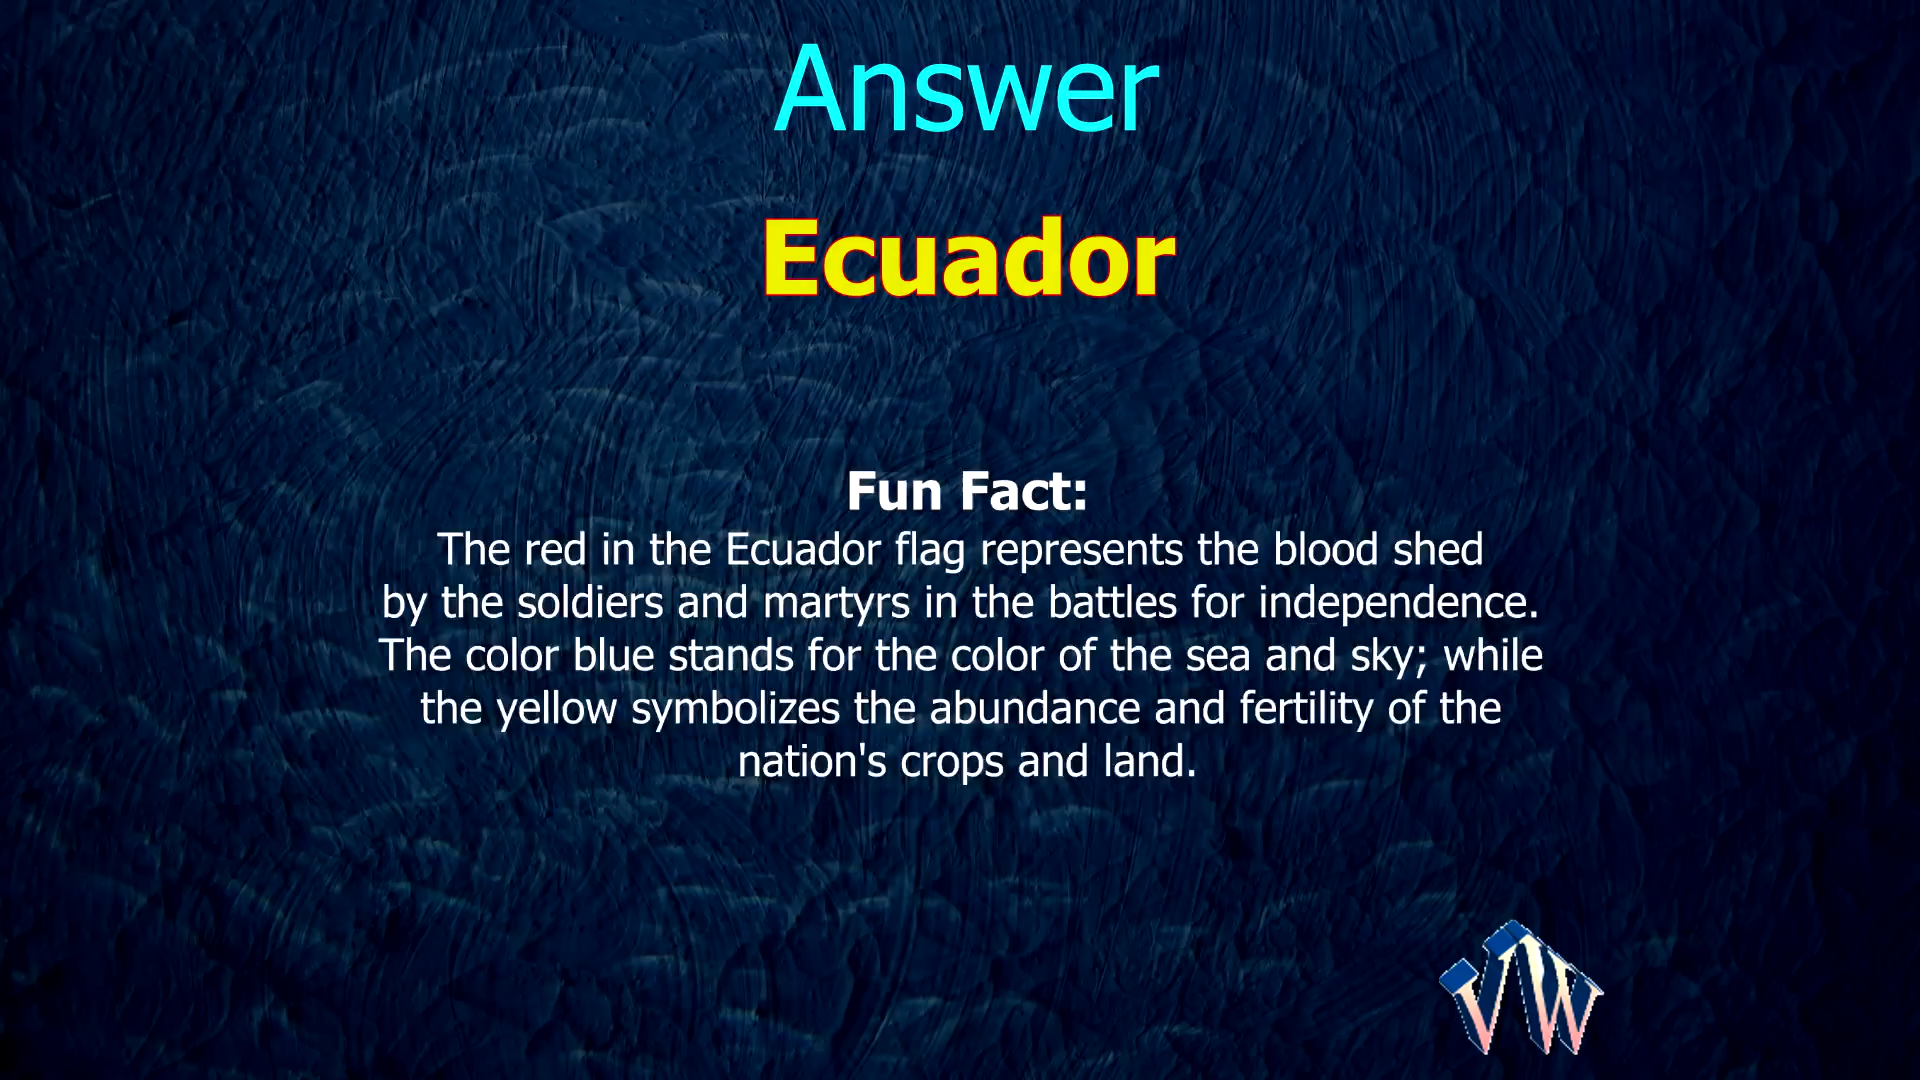 Answer
Ecuador
Fun Fact:
The red in the Ecuador flag represents the blood shed
by the soldiers and martyrs in the battles for independence.
The color blue stands for the color of the sea and sky; while
the yellow symbolizes the abundance and fertility of the
nation's crops and land.
VW